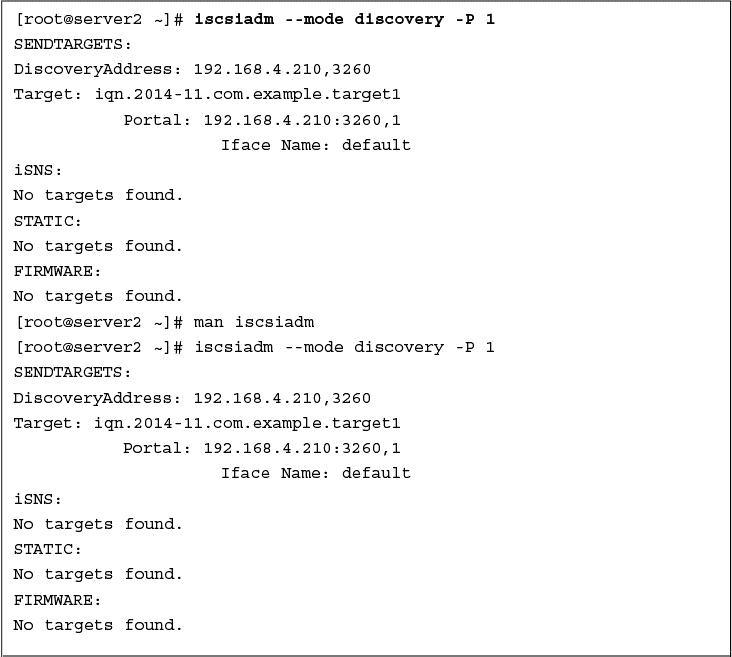 [root@server2 ~]# iscsiadm --mode discovery -P 1
SENDTARGETS:
DiscoveryAddress: 192.168.4.210,3260
Target: iqn.2014-11.com.example.target1
Portal: 192.168.4.210:3260,1
Iface Name: default
iSNS:
No targets found.
STATIC:
No targets found.
FIRMWARE:
No targets found.
[root@server2 ~]# man iscsiadm
[root@server2 ~]# iscsiadm --mode discovery -P 1
SENDTARGETS:
DiscoveryAddress: 192.168.4.210,3260
Target: iqn.2014-11.com.example.target1
Portal: 192.168.4.210:3260,1
Iface Name: default
iSNS:
No targets found.
STATIC:
No targets found.
FIRMWARE:
No targets found.